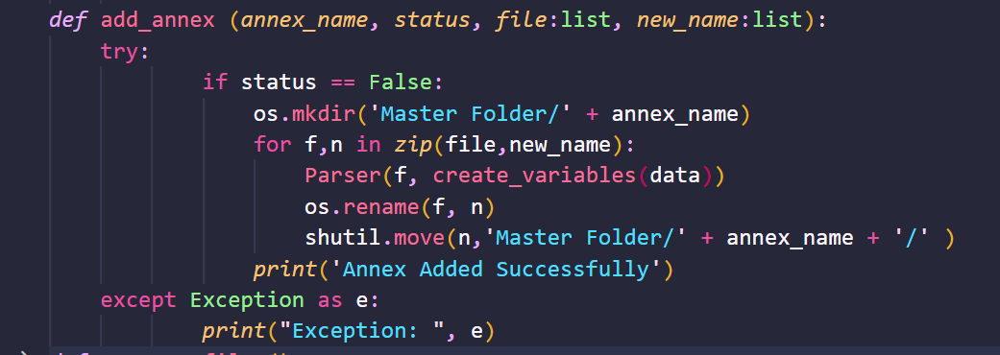 def add_annex (annex_name, status, file:list, new_name:list):
    try:
            if status == False:
                os.mkdir('Master Folder/' + annex_name)
                for f,n in zip(file,new_name):
                    Parser(f, create_variables(data))
                    os.rename(f, n)
                    shutil.move(n,'Master Folder/' + annex_name + '/' )
                print('Annex Added Successfully')
    except Exception as e:
            print("Exception: ", e)